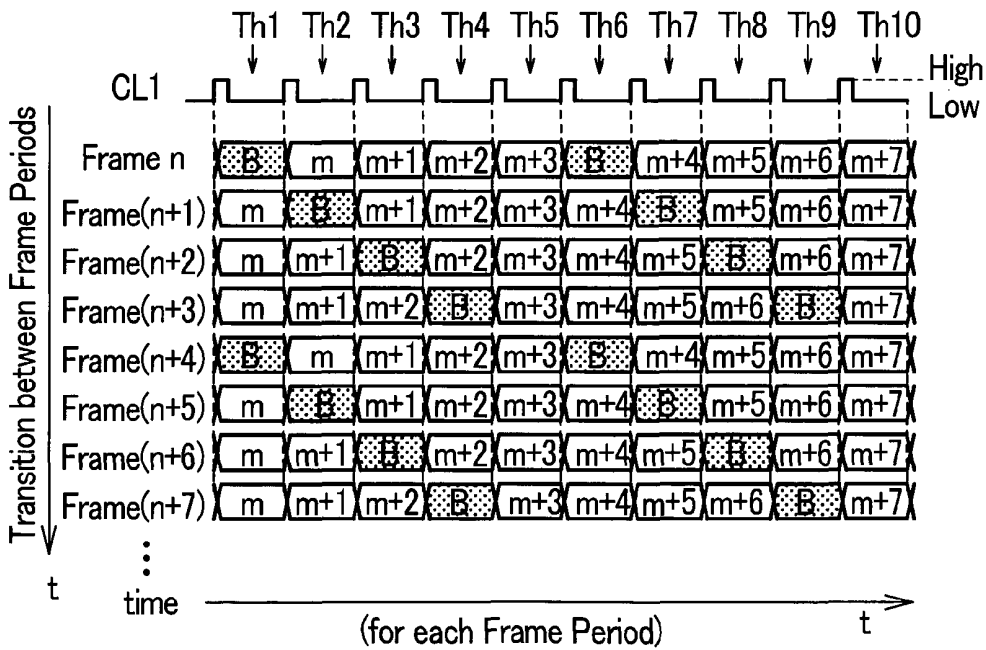 Th1 Th2 Th3 Th4 Th5 Th6 Th7 Th8 Th9 Th10
CL1 High
Low
Frame n B m m+1 m+2 m+3 B m+4 m+5 m+6 m+7
Frame(n+1) m B m+1 m+2 m+3 m+4 B m+5 m+6 m+7
Frame(n+2) m m+1 B m+2 m+3 m+4 m+5 B m+6 m+7
Frame(n+3) m m+1 m+2 B m+3 m+4 m+5 m+6 B m+7
Frame(n+4) B m m+1 m+2 m+3 B m+4 m+5 m+6 m+7
Frame(n+5) m B m+1 m+2 m+3 m+4 B m+5 m+6 m+7
Frame(n+6) m m+1 B m+2 m+3 m+4 m+5 B m+6 m+7
Frame(n+7) m m+1 m+2 B m+3 m+4 m+5 m+6 B m+7
Transition between Frame Periods
t
time
(for each Frame Period)
t